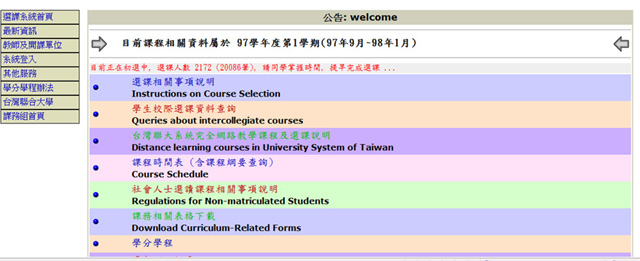 選課系統首頁
最新資訊
教師及開課單位
系統登入
其他服務
學分學程辦法
台灣聯合大學
課務組首頁
公告: welcome
目前課程相關資料屬於 97學年度第1學期(97年9月~98年1月)
目前正在初選中, 選課人數 2172 (20086筆), 請同學掌握時間, 提早完成選課 ...
選課相關事項說明
Instructions on Course Selection
學生校際選課資料查詢
Queries about intercollegiate courses
台灣聯大系統完全網路教學課程及選課說明
Distance learning courses in University System of Taiwan
課程時間表 (含課程綱要查詢)
Course Schedule
社會人士選讀課程相關事項說明
Regulations for Non-matriculated Students
課務相關表格下載
Download Curriculum-Related Forms
學分學程